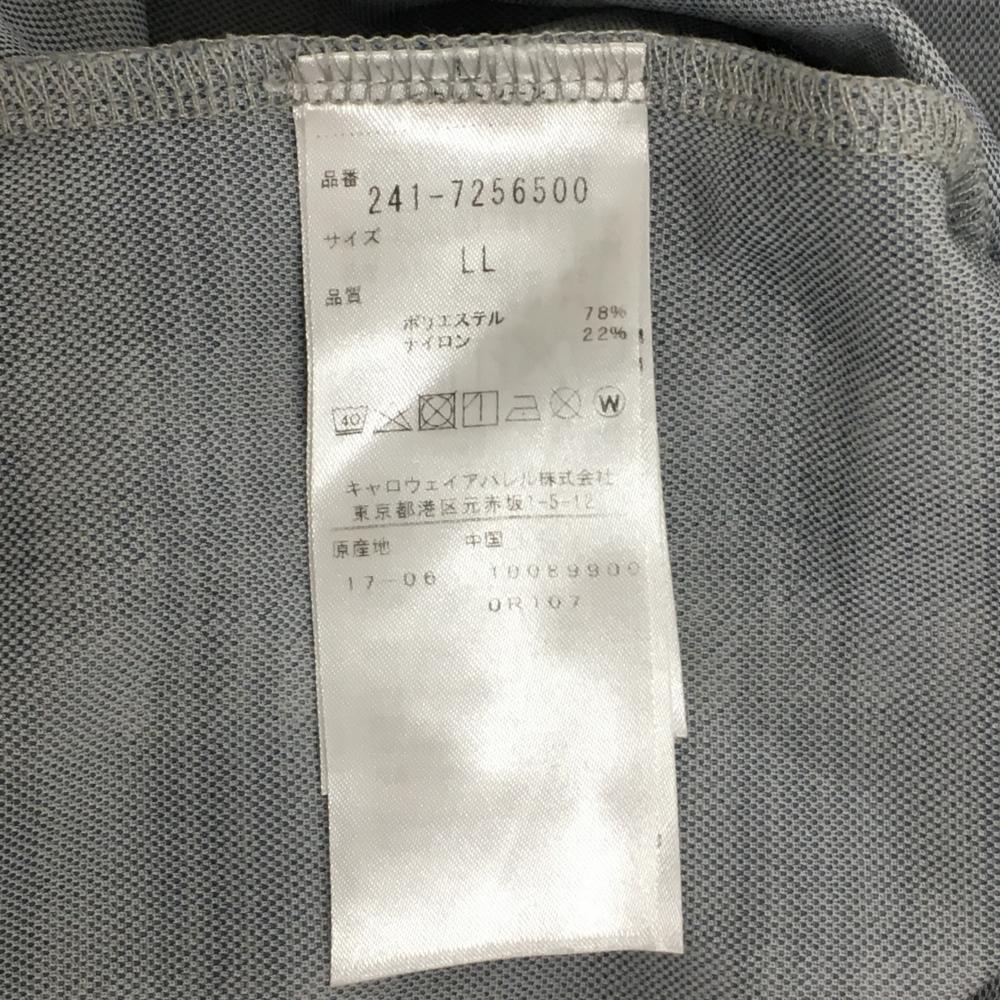 品番
241-7256500
サイズ
LL
品質
ポリエステル 78%
ナイロン 22%
40 W
キャロウェイアパレル株式会社
東京都港区元赤坂1-5-12
原産地 中国
17-06 10089900
0R107